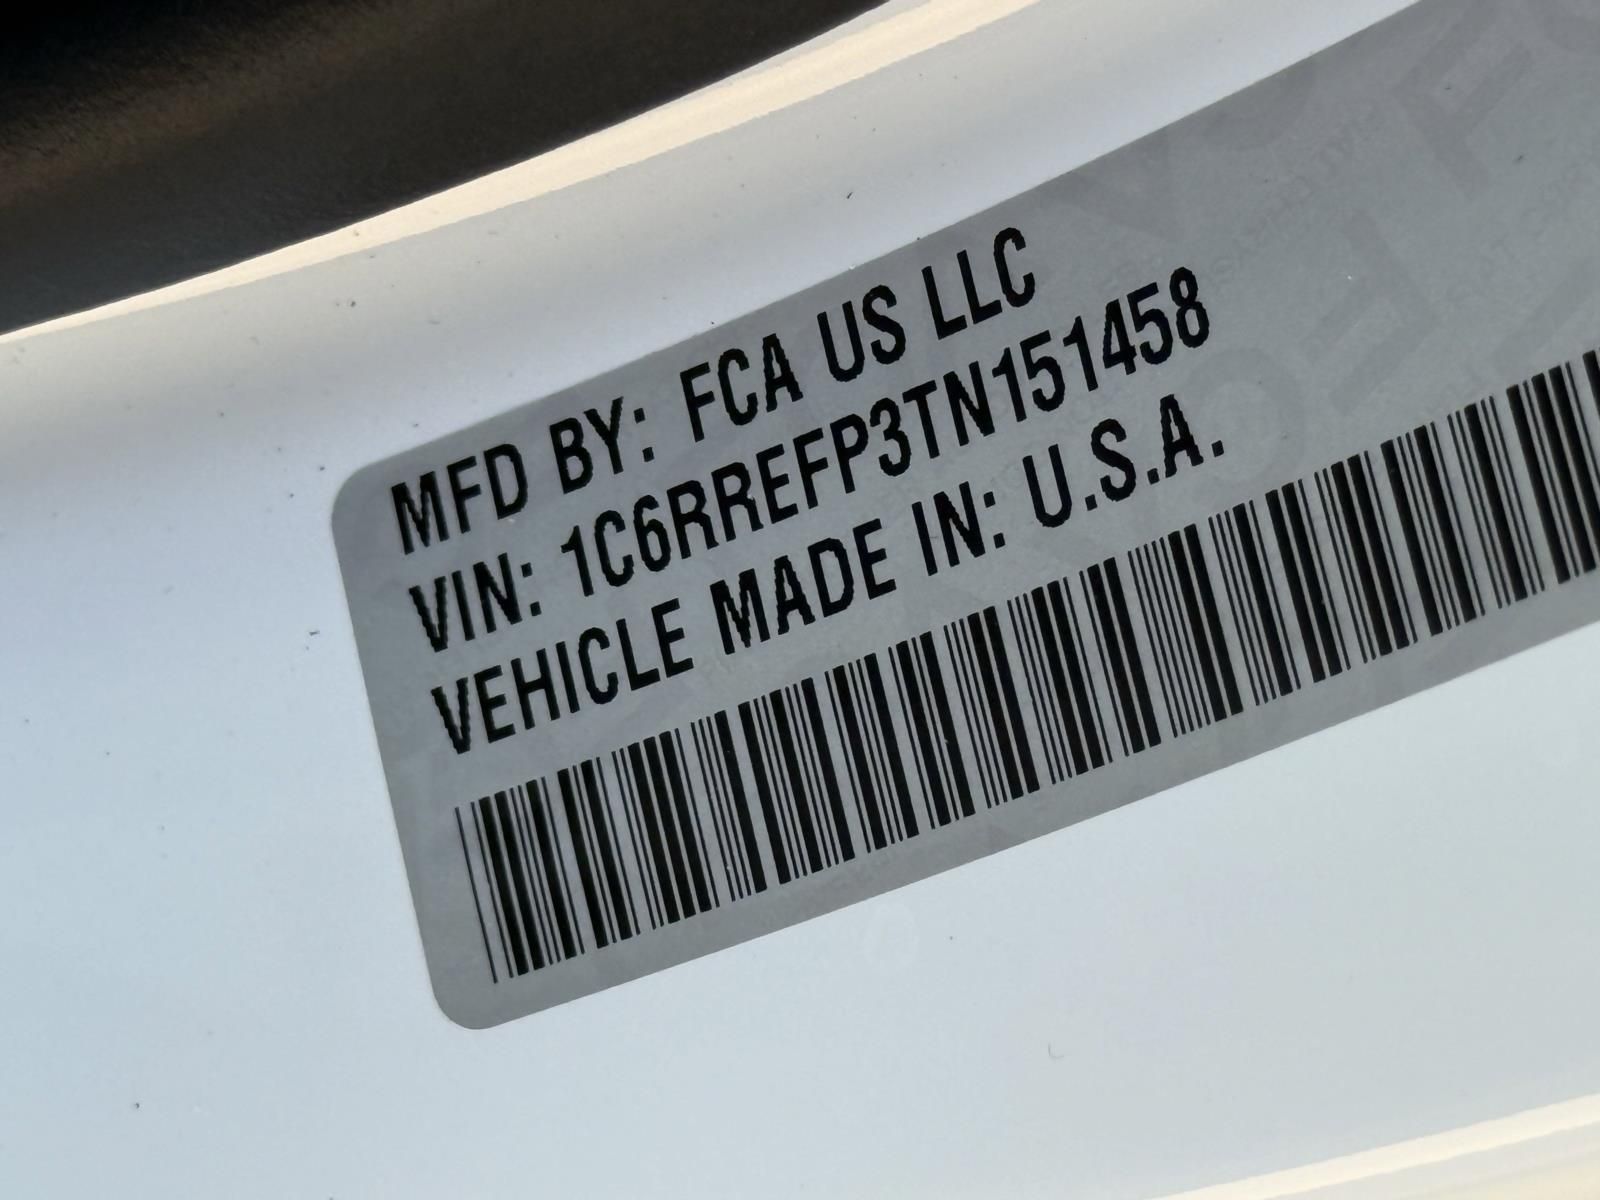 MFD BY: FCA US LLC
VIN: 1C6RREFP3TN151458
VEHICLE MADE IN: U.S.A.